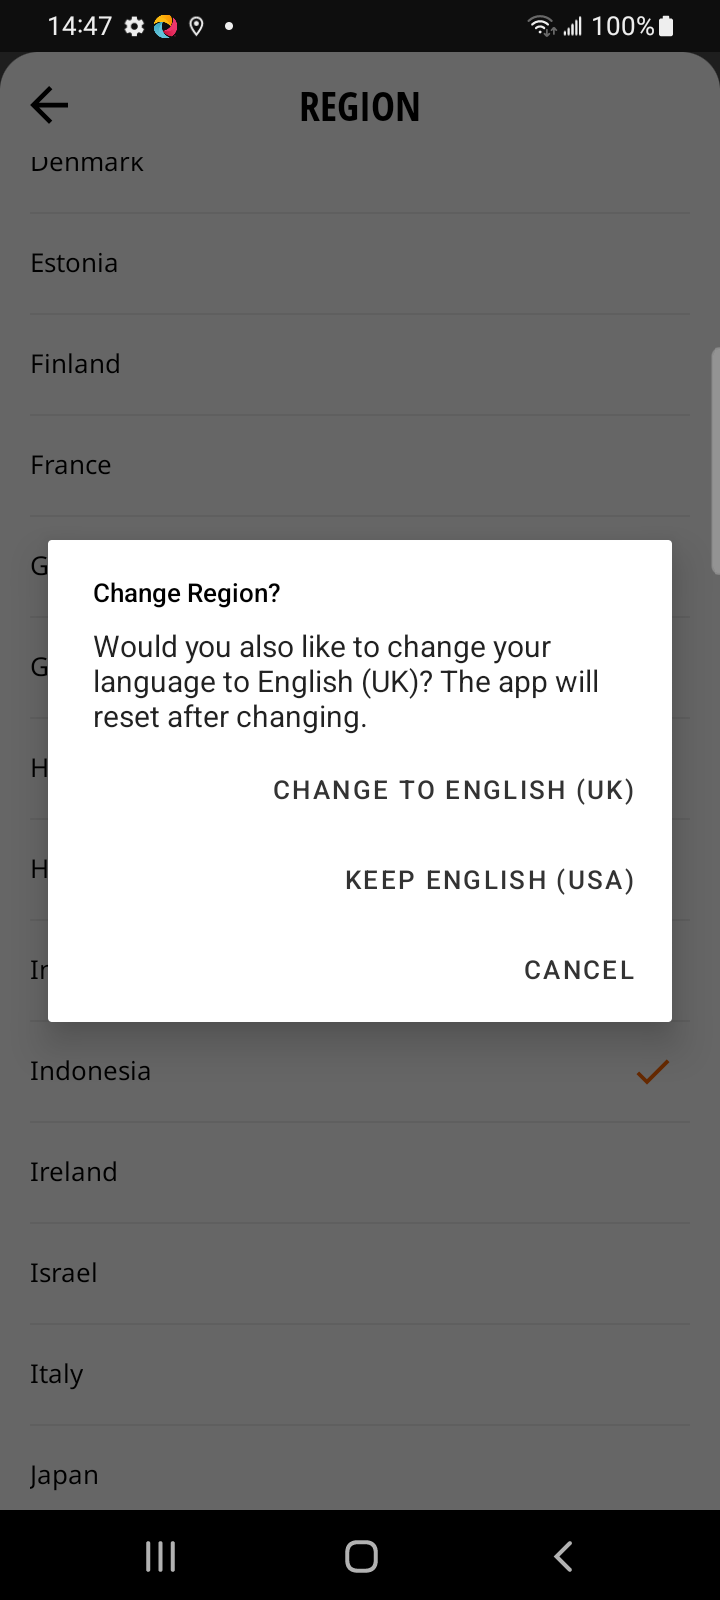 14:47
100%
REGION
Denmark
Estonia
Finland
France
G
G
H
H
Change Region?
Would you also like to change your
language to English (UK)? The app will
reset after changing.
CHANGE TO ENGLISH (UK)
KEEP ENGLISH (USA)
CANCEL
Indonesia
Ireland
Israel
Italy
Japan